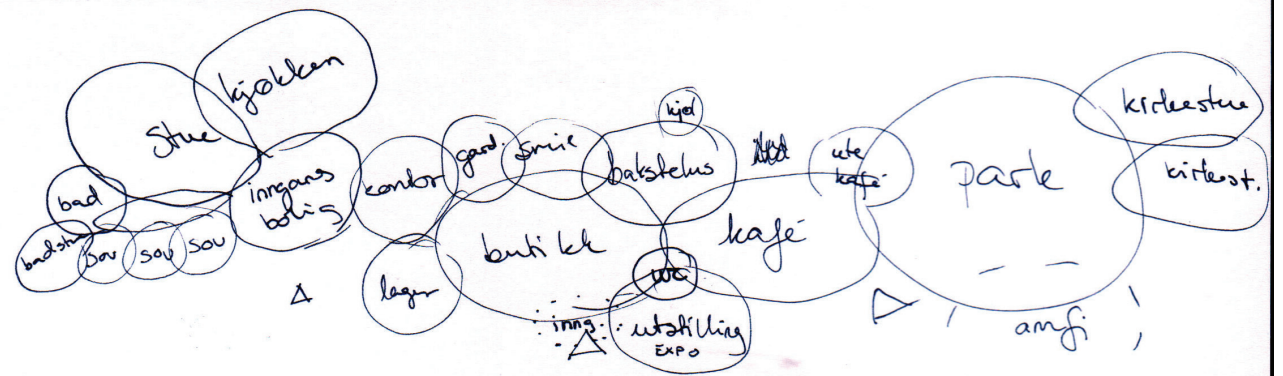 kjøkken
stue
bad
badstu
sov
sov
sov
inngang
bolig
kontor
lager
gard.
smie
kjøl
bakstehus
butikk
wc
inng.
utstilling
EXPO
kafé
ute
kafé
park
amfi
kirkestue
kirkest.